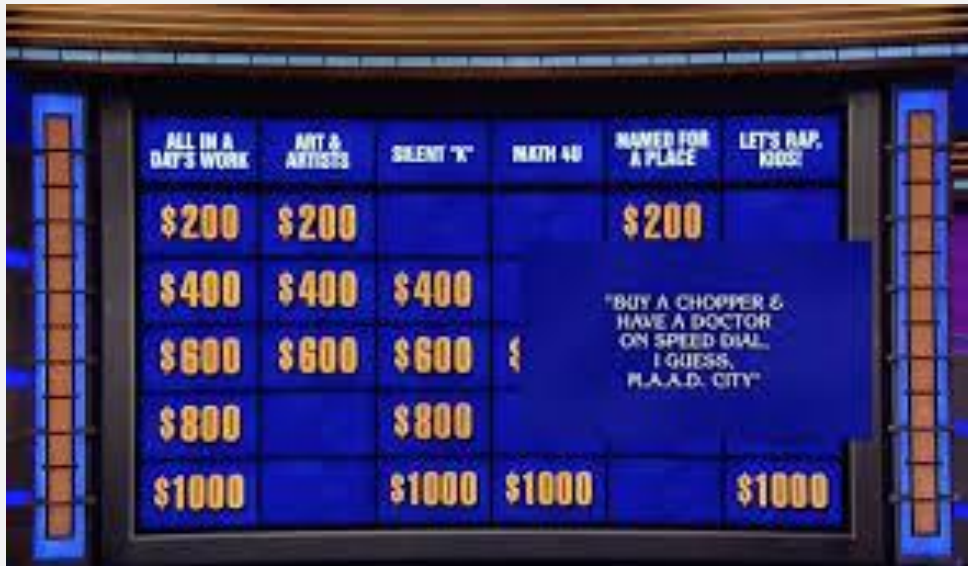 ALL IN A DAY'S WORK
ART & ARTISTS
SILENT "K"
MATH 4U
NAMED FOR A PLACE
LET'S RAP, KIDS!
$200 $200 $200
$400 $400 $400
$600 $600 $600 $
$800 $800
$1000 $1000 $1000 $1000
"BUY A CHOPPER &
HAVE A DOCTOR
ON SPEED DIAL,
I GUESS,
M.A.A.D. CITY"